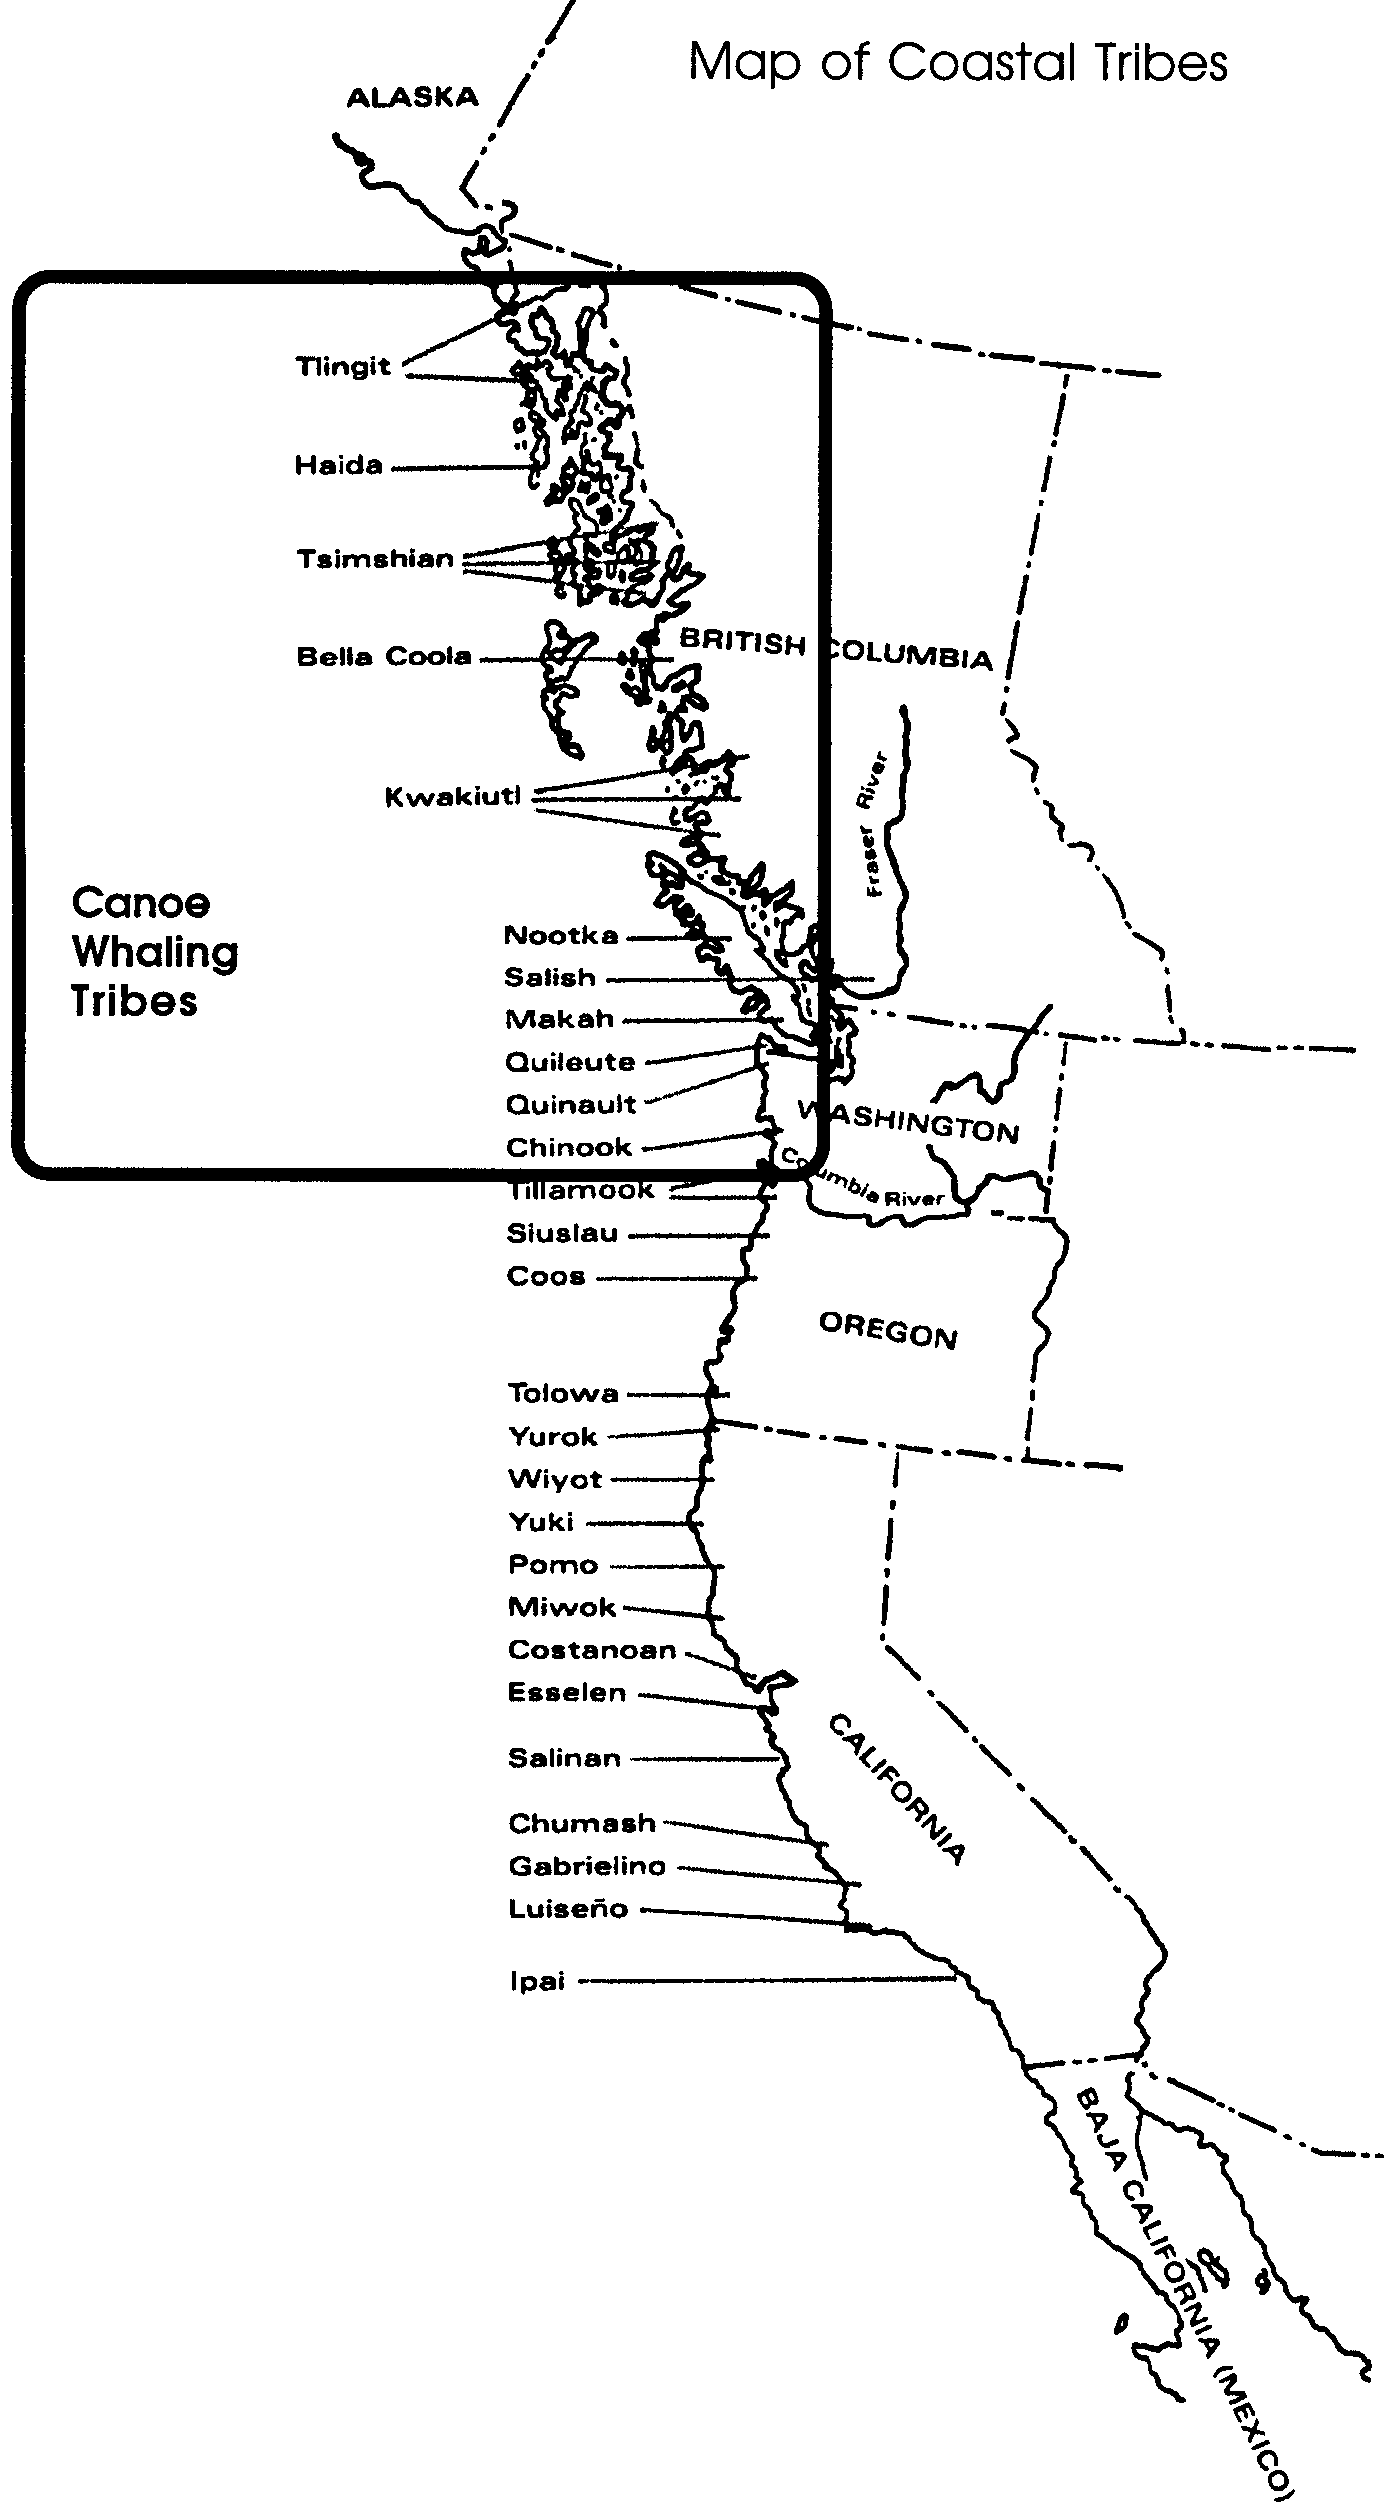 Map of Coastal Tribes
ALASKA
Tlingit
Haida
Tsimshian
BRITISH COLUMBIA
Bella Coola
Fraser River
Kwakiutl
Canoe
Whaling
Tribes
Nootka
Salish
Makah
Quileute
Quinault
WASHINGTON
Chinook
Columbia River
Tillamook
Siuslau
Coos
OREGON
Tolowa
Yurok
Wiyot
Yuki
Pomo
Miwok
Costanoan
Esselen
CALIFORNIA
Salinan
Chumash
Gabrielino
Luiseño
Ipai
BAJA CALIFORNIA (MEXICO)